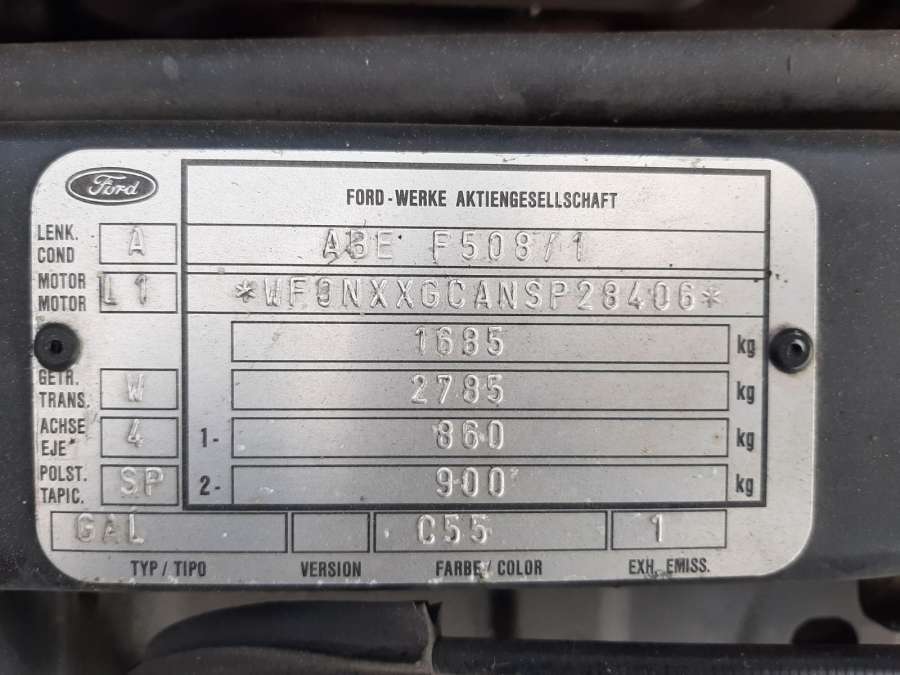 Ford
FORD-WERKE AKTIENGESELLSCHAFT
LENK.
COND A
ABE F508/1
MOTOR
MOTOR L1
*WF0NXXGCANSP28406*
1685 kg
GETR.
TRANS. W
2785 kg
ACHSE
EJE 4
1- 860 kg
POLST.
TAPIC. SP
2- 900 kg
GAL C55 1
TYP / TIPO VERSION FARBE / COLOR EXH. EMISS.